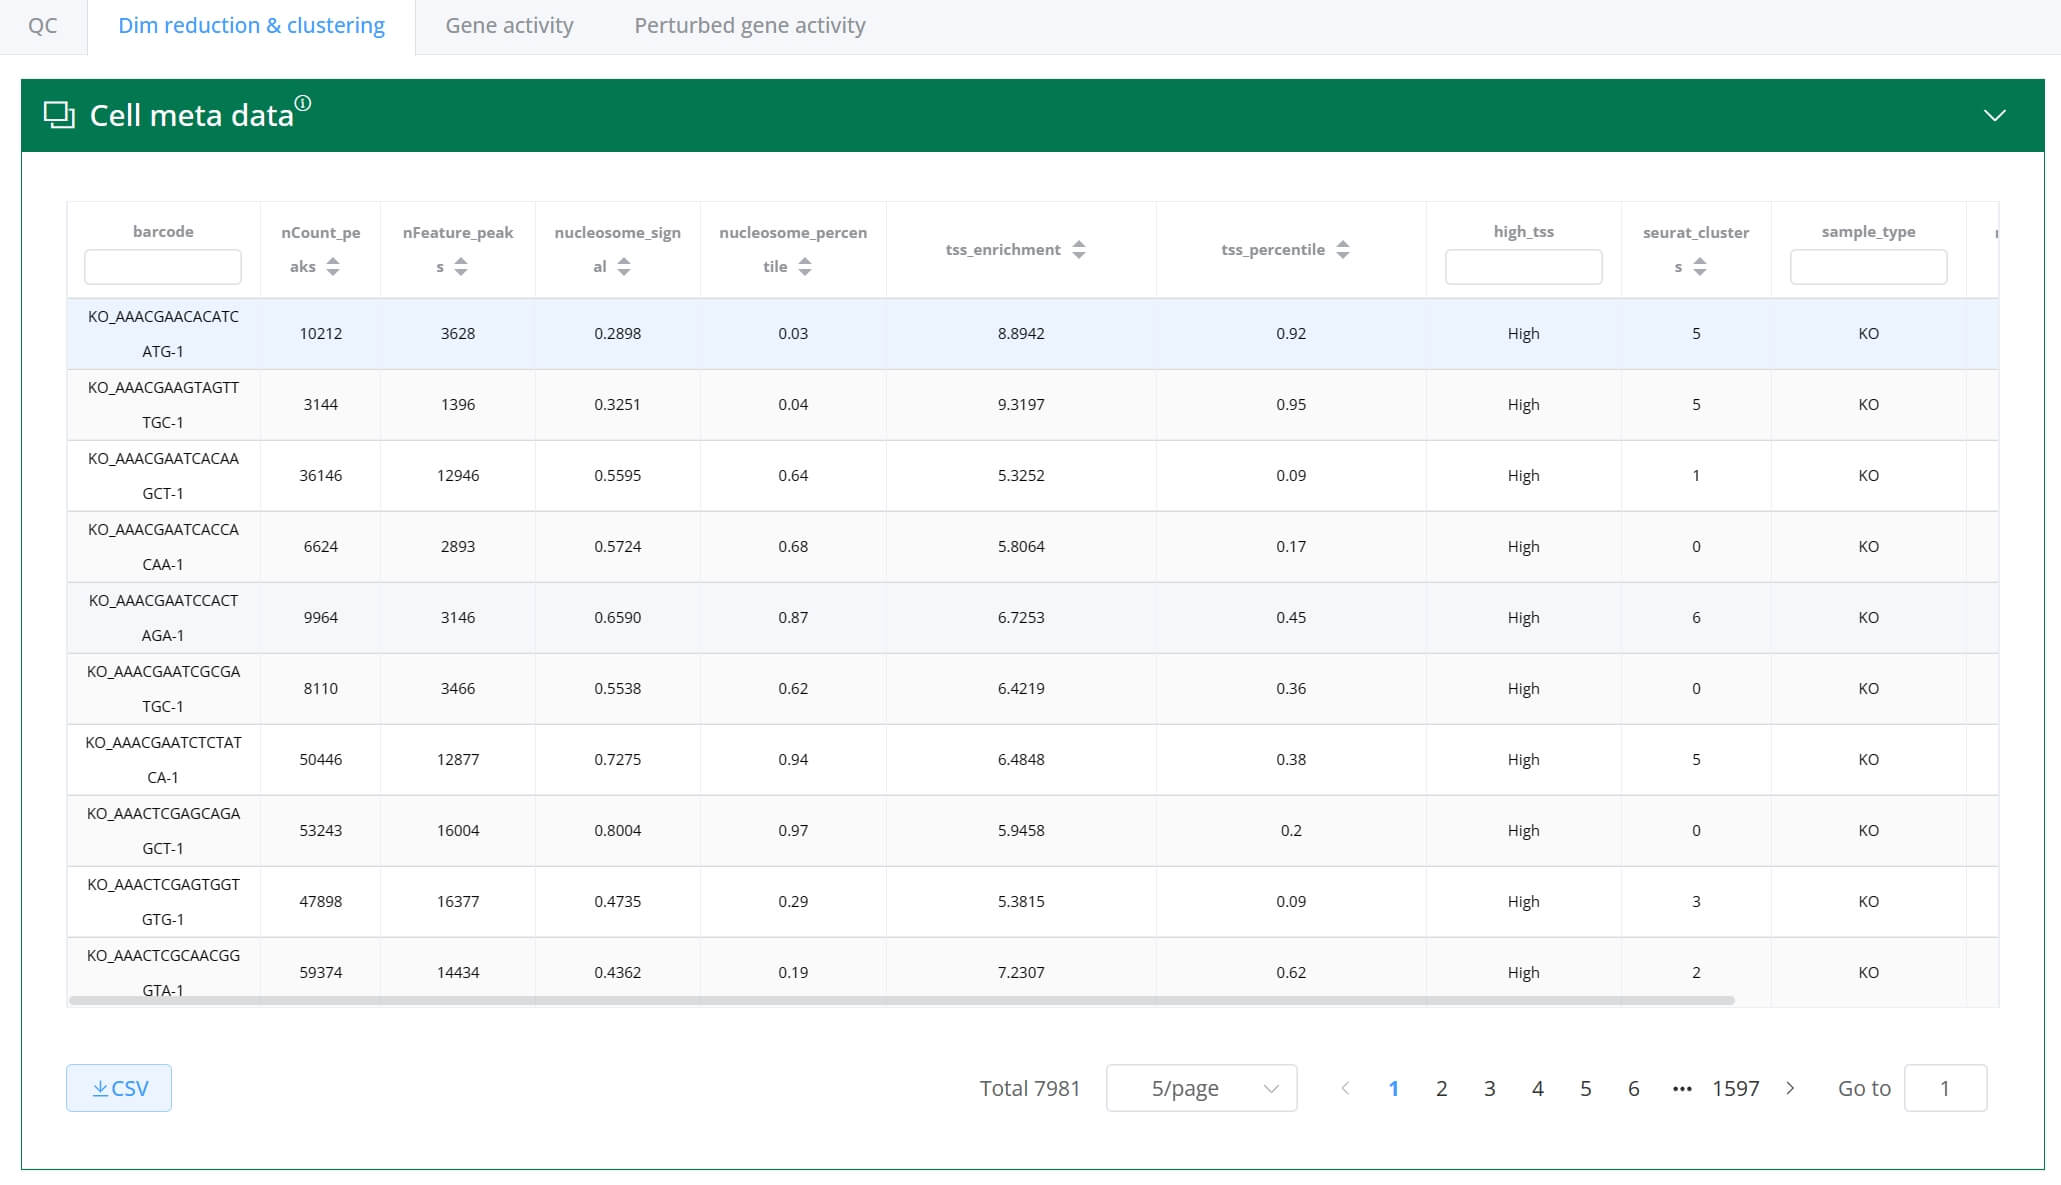 QC Dim reduction & clustering Gene activity Perturbed gene activity
Cell meta data
barcode nCount_peaks nFeature_peaks nucleosome_signal nucleosome_percentile tss_enrichment tss_percentile high_tss seurat_clusters sample_type
KO_AAACGAACACATCATG-1 10212 3628 0.2898 0.03 8.8942 0.92 High 5 KO
KO_AAACGAAGTAGTTTGC-1 3144 1396 0.3251 0.04 9.3197 0.95 High 5 KO
KO_AAACGAATCACAAGCT-1 36146 12946 0.5595 0.64 5.3252 0.09 High 1 KO
KO_AAACGAATCACCACAA-1 6624 2893 0.5724 0.68 5.8064 0.17 High 0 KO
KO_AAACGAATCCACTAGA-1 9964 3146 0.6590 0.87 6.7253 0.45 High 6 KO
KO_AAACGAATCGCGATGC-1 8110 3466 0.5538 0.62 6.4219 0.36 High 0 KO
KO_AAACGAATCTCTATCA-1 50446 12877 0.7275 0.94 6.4848 0.38 High 5 KO
KO_AAACTCGAGCAGAGCT-1 53243 16004 0.8004 0.97 5.9458 0.2 High 0 KO
KO_AAACTCGAGTGGTGTG-1 47898 16377 0.4735 0.29 5.3815 0.09 High 3 KO
KO_AAACTCGCAACGGGTA-1 59374 14434 0.4362 0.19 7.2307 0.62 High 2 KO
CSV Total 7981 5/page 1 2 3 4 5 6 ••• 1597 Go to 1